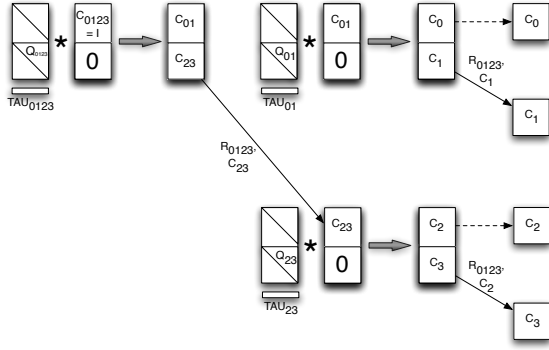 Q0123
*
C0123
= I
0
C01
C23
TAU0123
Q01
*
C01
0
C0
C1
TAU01
C0
R0123,
C1
C1
R0123,
C23
Q23
*
C23
0
C2
C3
TAU23
C2
R0123,
C2
C3